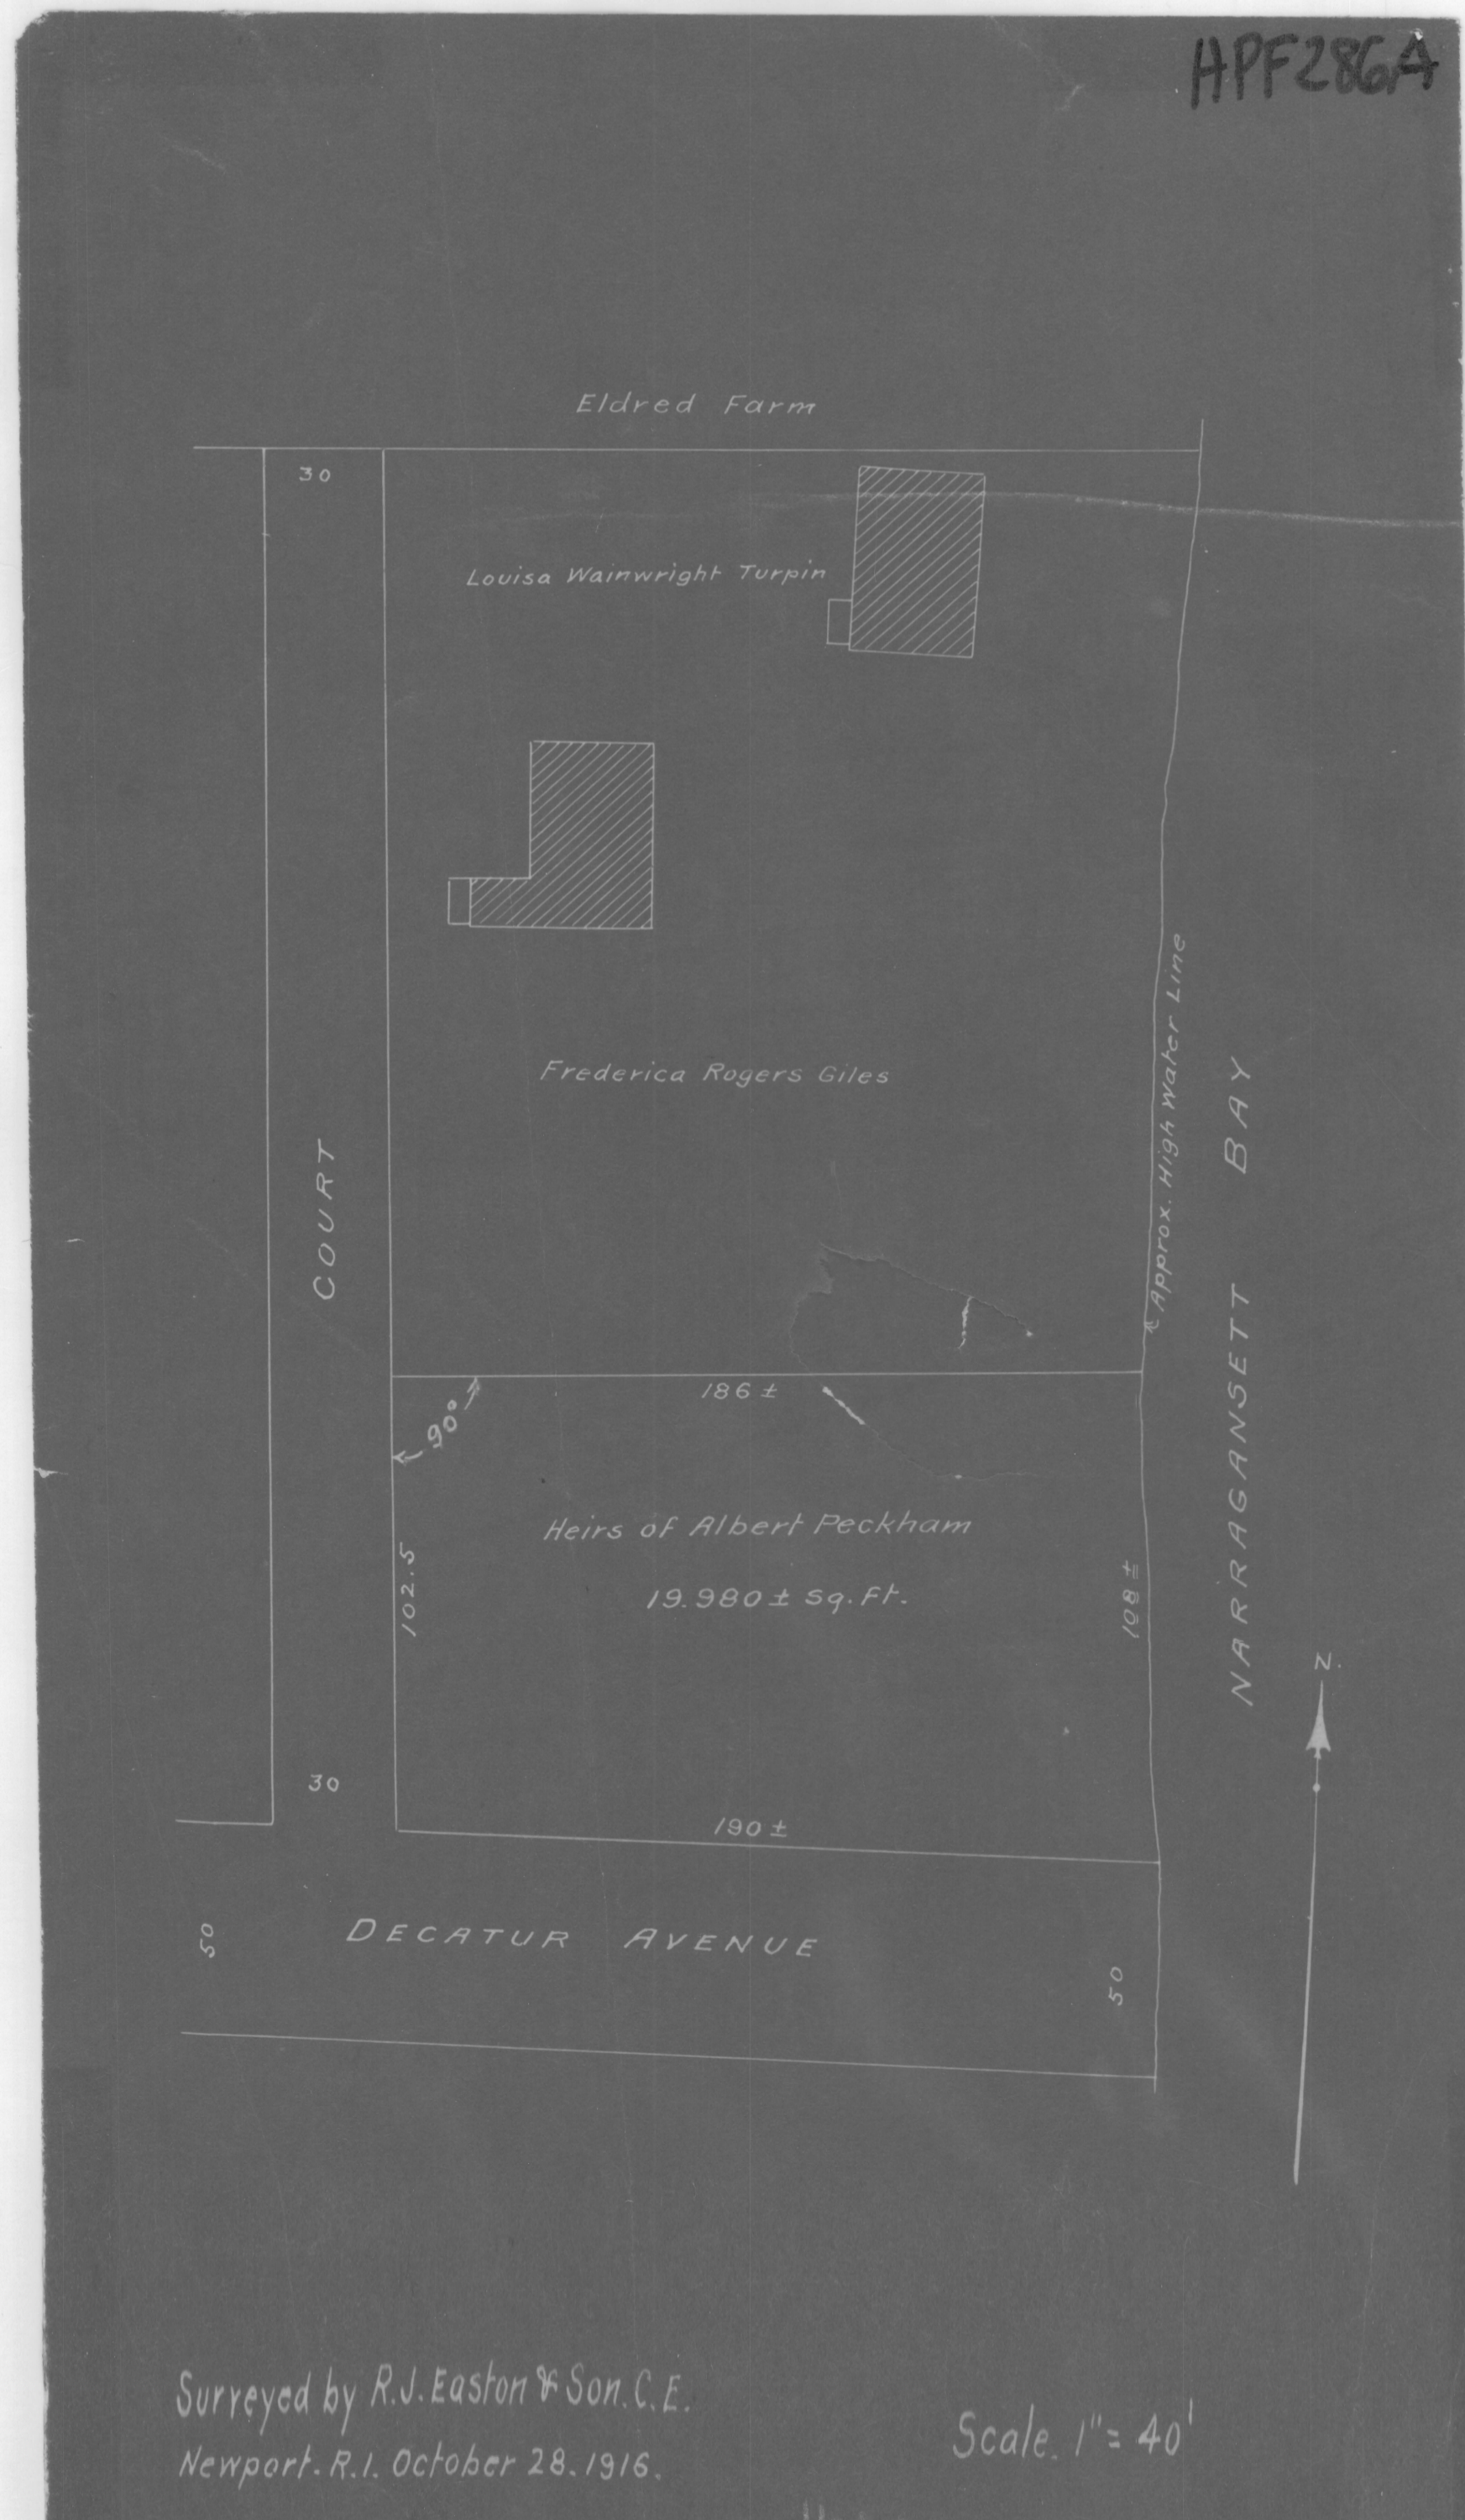 HPF286A
Eldred Farm
30
Louisa Wainwright Turpin
Frederica Rogers Giles
Approx. High Water Line
NARRAGANSETT BAY
COURT
186 ±
90°
Heirs of Albert Peckham
19.980 ± Sq. Ft.
102.5
108 ±
N.
30
190 ±
50
DECATUR AVENUE
50
Surveyed by R.J. Easton & Son. C.E.
Newport. R.I. October 28. 1916.
Scale. 1" = 40'